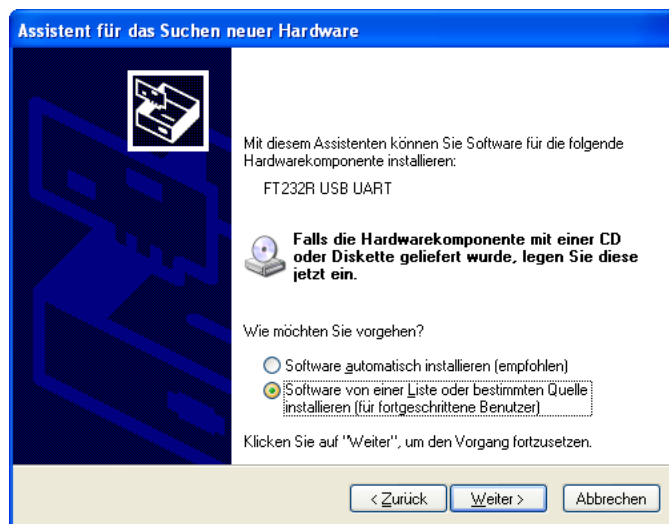 Assistent für das Suchen neuer Hardware
Mit diesem Assistenten können Sie Software für die folgende
Hardwarekomponente installieren:
FT232R USB UART
Falls die Hardwarekomponente mit einer CD
oder Diskette geliefert wurde, legen Sie diese
jetzt ein.
Wie möchten Sie vorgehen?
Software automatisch installieren (empfohlen)
Software von einer Liste oder bestimmten Quelle
installieren (für fortgeschrittene Benutzer)
Klicken Sie auf "Weiter", um den Vorgang fortzusetzen.
< Zurück Weiter > Abbrechen